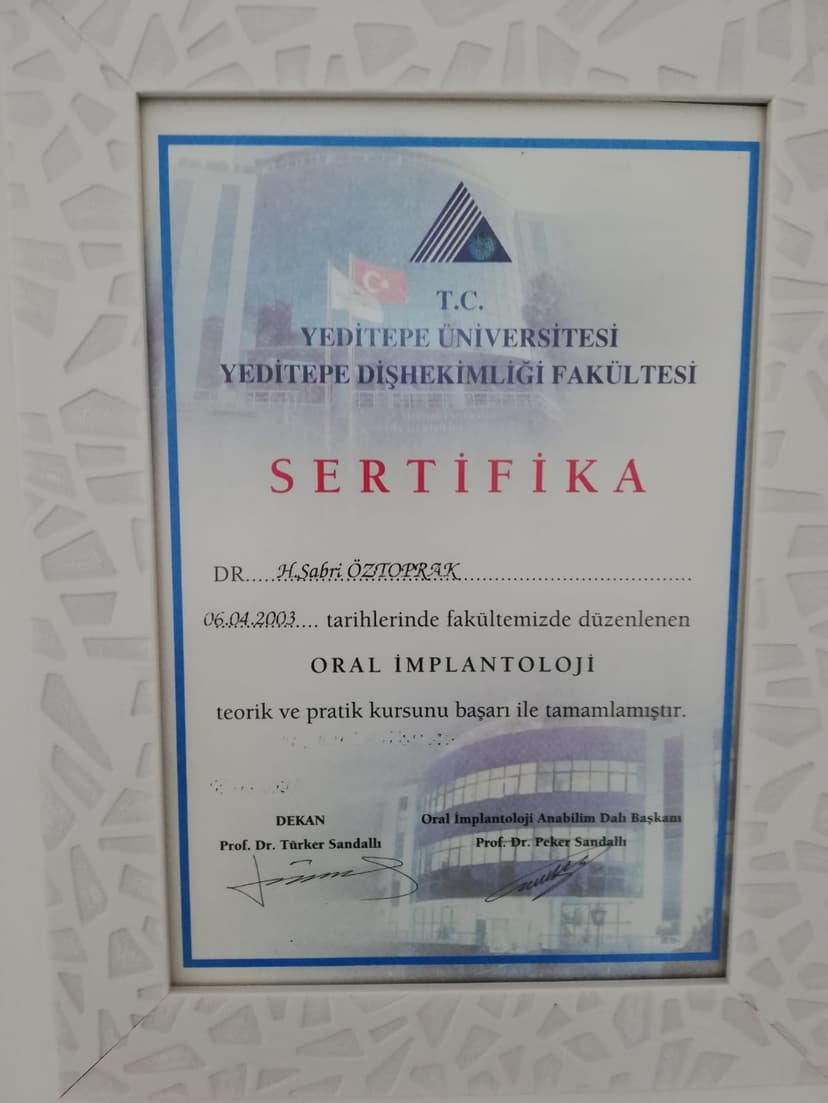 T.C.
YEDİTEPE ÜNİVERSİTESİ
YEDİTEPE DİŞHEKİMLİĞİ FAKÜLTESİ
SERTİFİKA
DR.....H.Sabri ÖZTOPRAK..........................................
06.04.2003.... tarihlerinde fakültemizde düzenlenen
ORAL İMPLANTOLOJİ
teorik ve pratik kursunu başarı ile tamamlamıştır.
DEKAN
Prof. Dr. Türker Sandallı
Oral İmplantoloji Anabilim Dalı Başkanı
Prof. Dr. Peker Sandallı